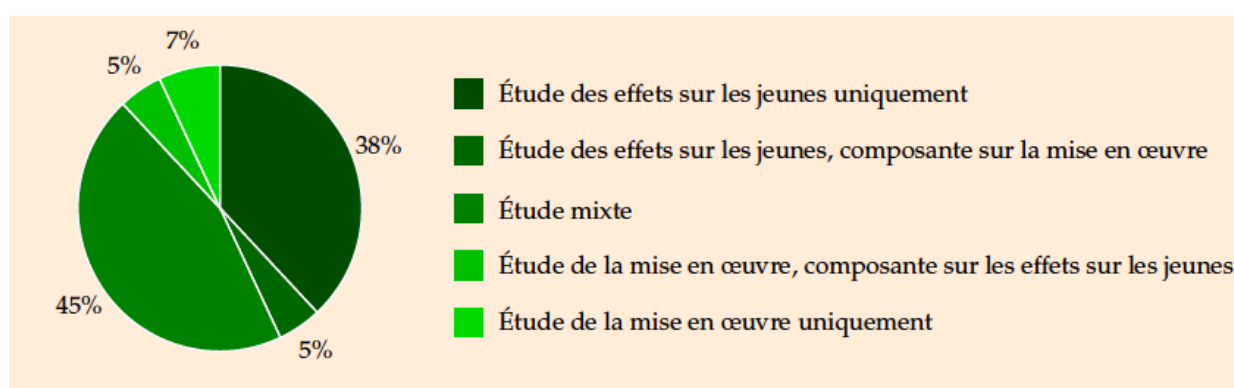 7%
5%
38%
45%
5%
Étude des effets sur les jeunes uniquement
Étude des effets sur les jeunes, composante sur la mise en œuvre
Étude mixte
Étude de la mise en œuvre, composante sur les effets sur les jeunes
Étude de la mise en œuvre uniquement